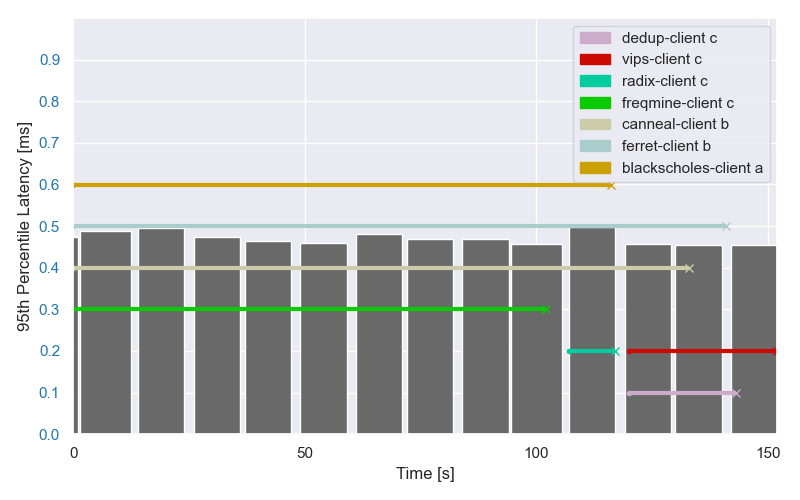 95th Percentile Latency [ms]
0.9
0.8
0.7
0.6
0.5
0.4
0.3
0.2
0.1
0.0
dedup-client c
vips-client c
radix-client c
freqmine-client c
canneal-client b
ferret-client b
blackscholes-client a
0 50 100 150
Time [s]